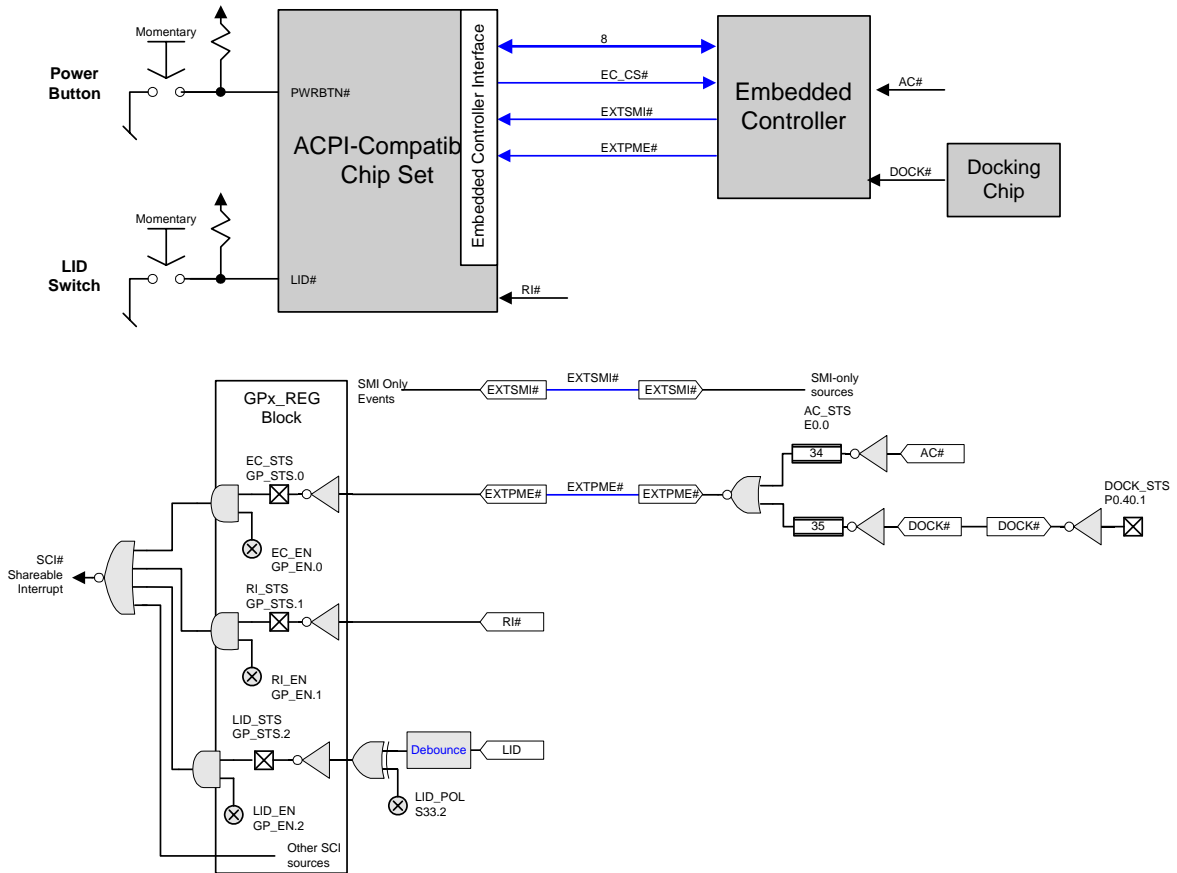 Momentary
Power
Button
PWRBTN#
ACPI-Compatib
Chip Set
Embedded Controller Interface
8
EC_CS#
EXTSMI#
EXTPME#
Embedded
Controller
AC#
DOCK#
Docking
Chip
Momentary
LID
Switch
LID#
RI#
GPx_REG
Block
SMI Only
Events
EXTSMI#
EXTSMI#
EXTSMI#
SMI-only
sources
AC_STS
E0.0
34
AC#
EC_STS
GP_STS.0
EXTPME#
EXTPME#
EXTPME#
DOCK_STS
P0.40.1
35
DOCK#
DOCK#
EC_EN
GP_EN.0
SCI#
Shareable
Interrupt
RI_STS
GP_STS.1
RI#
RI_EN
GP_EN.1
LID_STS
GP_STS.2
Debounce
LID
LID_POL
S33.2
LID_EN
GP_EN.2
Other SCI
sources